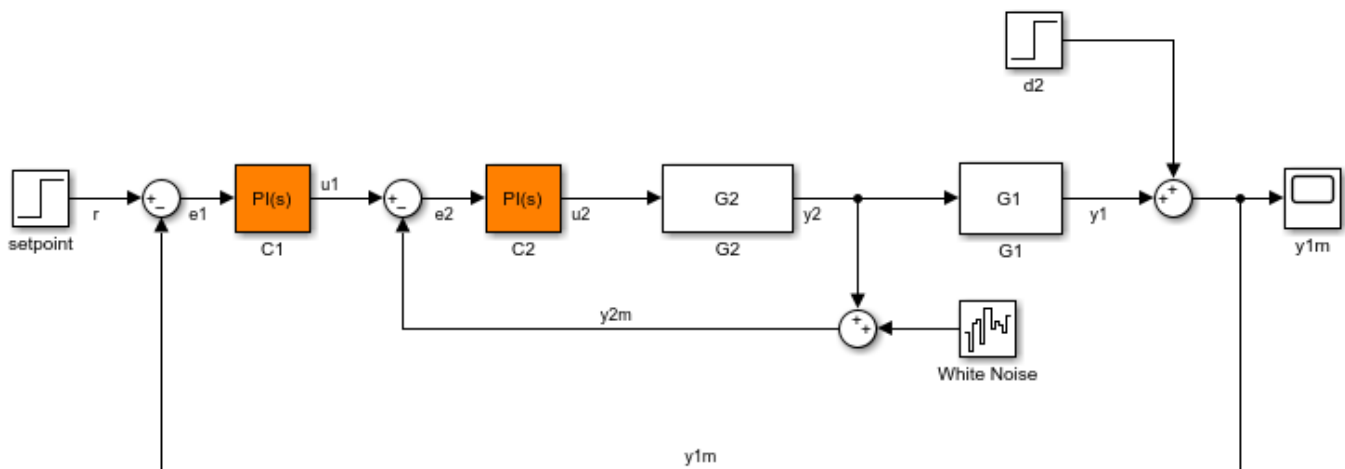 d2
setpoint
r
+
−
e1
PI(s)
C1
u1
+
−
e2
PI(s)
C2
u2
G2
G2
y2
G1
G1
y1
+
+
y1m
y2m
+
+
White Noise
y1m